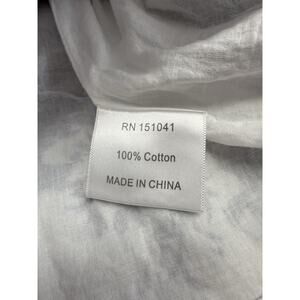 RN 151041
100% Cotton
MADE IN CHINA